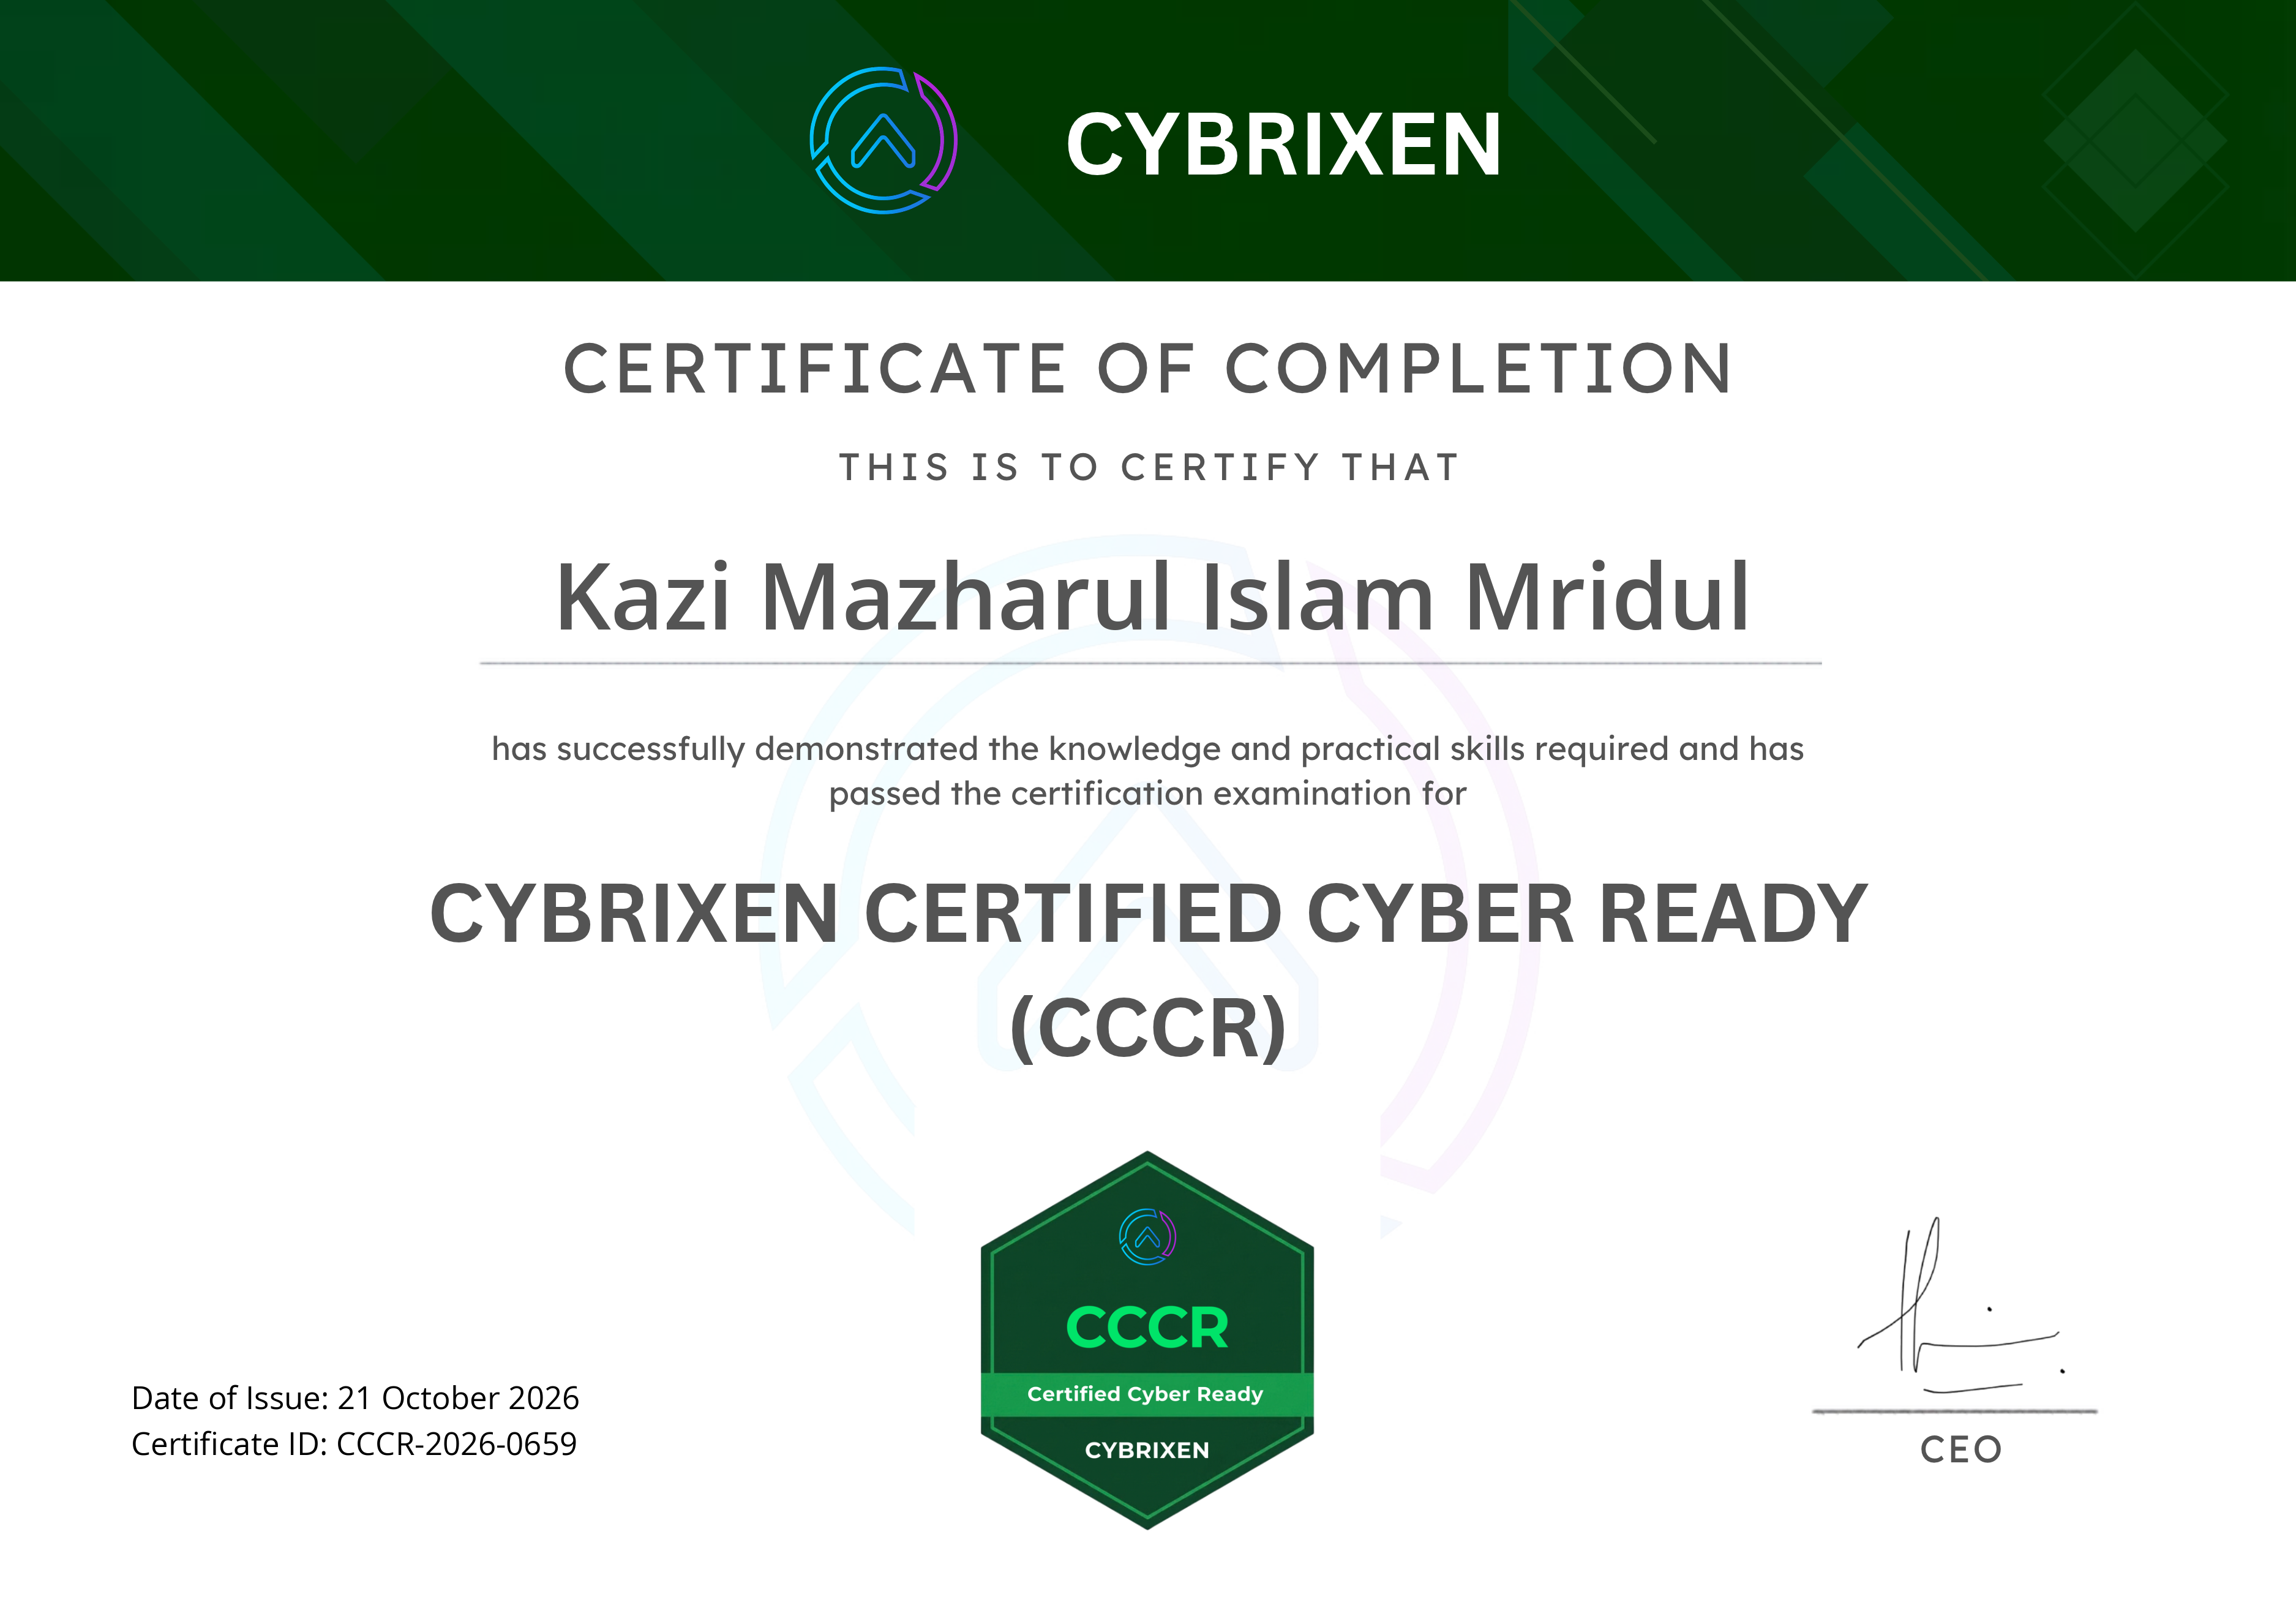 CYBRIXEN
CERTIFICATE OF COMPLETION
THIS IS TO CERTIFY THAT
Kazi Mazharul Islam Mridul
has successfully demonstrated the knowledge and practical skills required and has
passed the certification examination for
CYBRIXEN CERTIFIED CYBER READY
(CCCR)
CCCR
Certified Cyber Ready
CYBRIXEN
Date of Issue: 21 October 2026
Certificate ID: CCCR-2026-0659
CEO